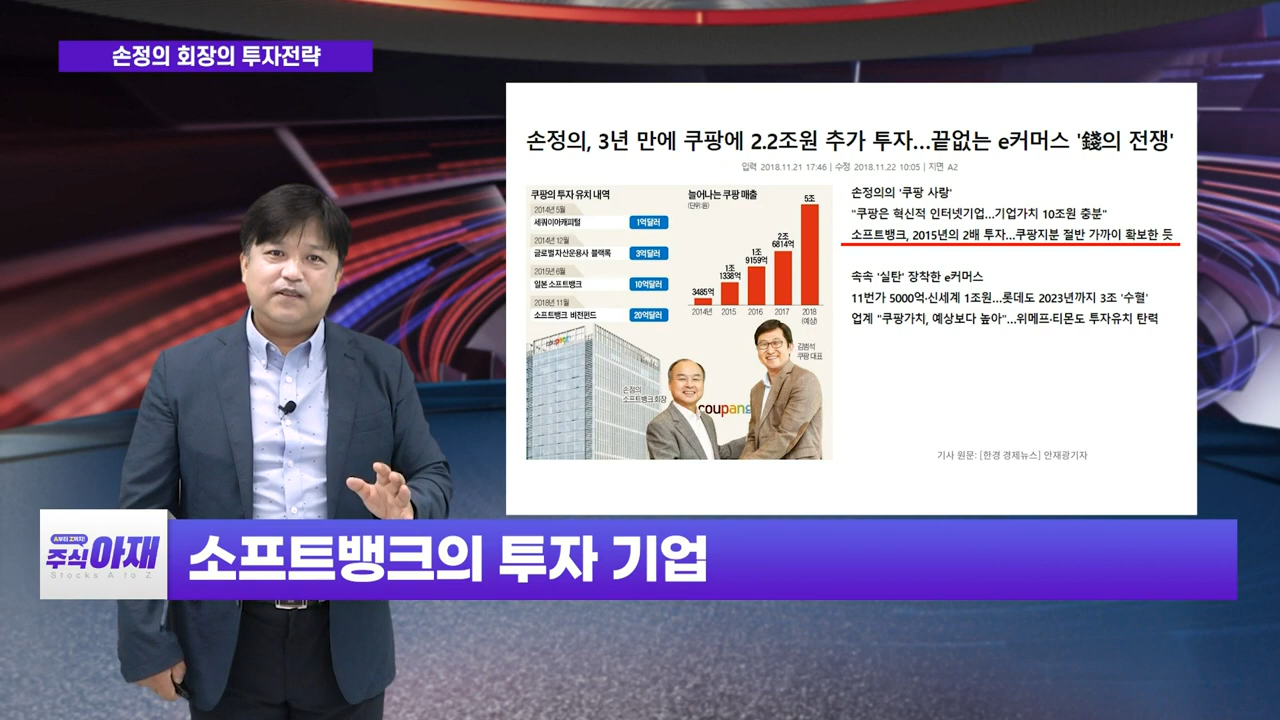 손정의 회장의 투자전략
손정의, 3년 만에 쿠팡에 2.2조원 추가 투자...끝없는 e커머스 '錢의 전쟁'
입력 2018.11.21 17:46 | 수정 2018.11.22 10:05 | 지면 A2
쿠팡의 투자 유치 내역
2014년 5월
세쿼이아캐피털 1억달러
2014년 12월
글로벌 자산운용사 블랙록 3억달러
2015년 6월
일본 소프트뱅크 10억달러
2018년 11월
소프트뱅크 비전펀드 20억달러
늘어나는 쿠팡 매출
(단위:원)
3485억
1조 1338억
1조 9159억
2조 6814억
5조
2014년 2015 2016 2017 2018 (예상)
coupang
손정의
소프트뱅크 회장
김범석
쿠팡 대표
coupang
손정의의 '쿠팡 사랑'
"쿠팡은 혁신적 인터넷기업...기업가치 10조원 충분"
소프트뱅크, 2015년의 2배 투자...쿠팡지분 절반 가까이 확보한 듯
속속 '실탄' 장착한 e커머스
11번가 5000억·신세계 1조원...롯데도 2023년까지 3조 '수혈'
업계 "쿠팡가치, 예상보다 높아"...위메프·티몬도 투자유치 탄력
기사 원문: [한경 경제뉴스] 안재광기자
A부터 Z까지!
주식아재
Stocks A to Z
소프트뱅크의 투자 기업